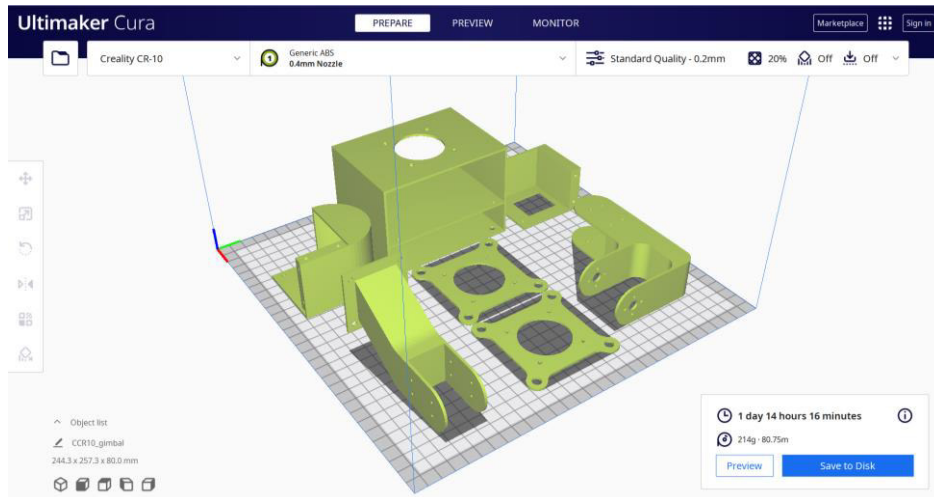 Ultimaker Cura
PREPARE
PREVIEW
MONITOR
Marketplace
Sign in
Creality CR-10
1
Generic ABS
0.4mm Nozzle
Standard Quality - 0.2mm
20%
Off
Off
Object list
CCR10_gimbal
244.3 x 257.3 x 80.0 mm
1 day 14 hours 16 minutes
214g · 80.75m
Preview
Save to Disk